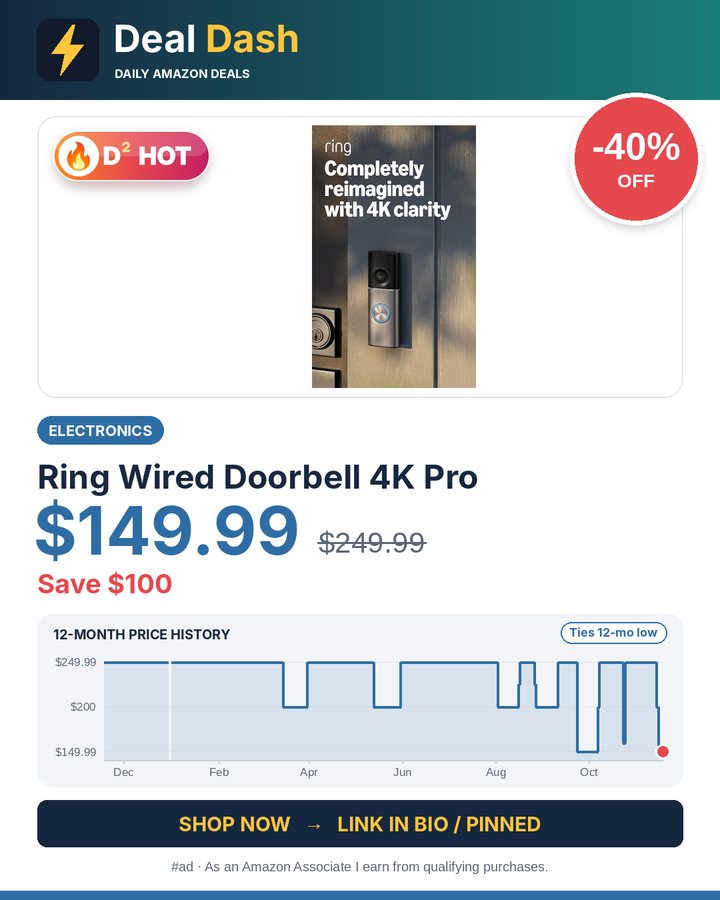 Deal Dash
DAILY AMAZON DEALS
D² HOT
ring
Completely
reimagined
with 4K clarity
-40%
OFF
ELECTRONICS
Ring Wired Doorbell 4K Pro
$149.99 $249.99
Save $100
12-MONTH PRICE HISTORY
Ties 12-mo low
$249.99
$200
$149.99
Dec Feb Apr Jun Aug Oct
SHOP NOW → LINK IN BIO / PINNED
#ad · As an Amazon Associate I earn from qualifying purchases.